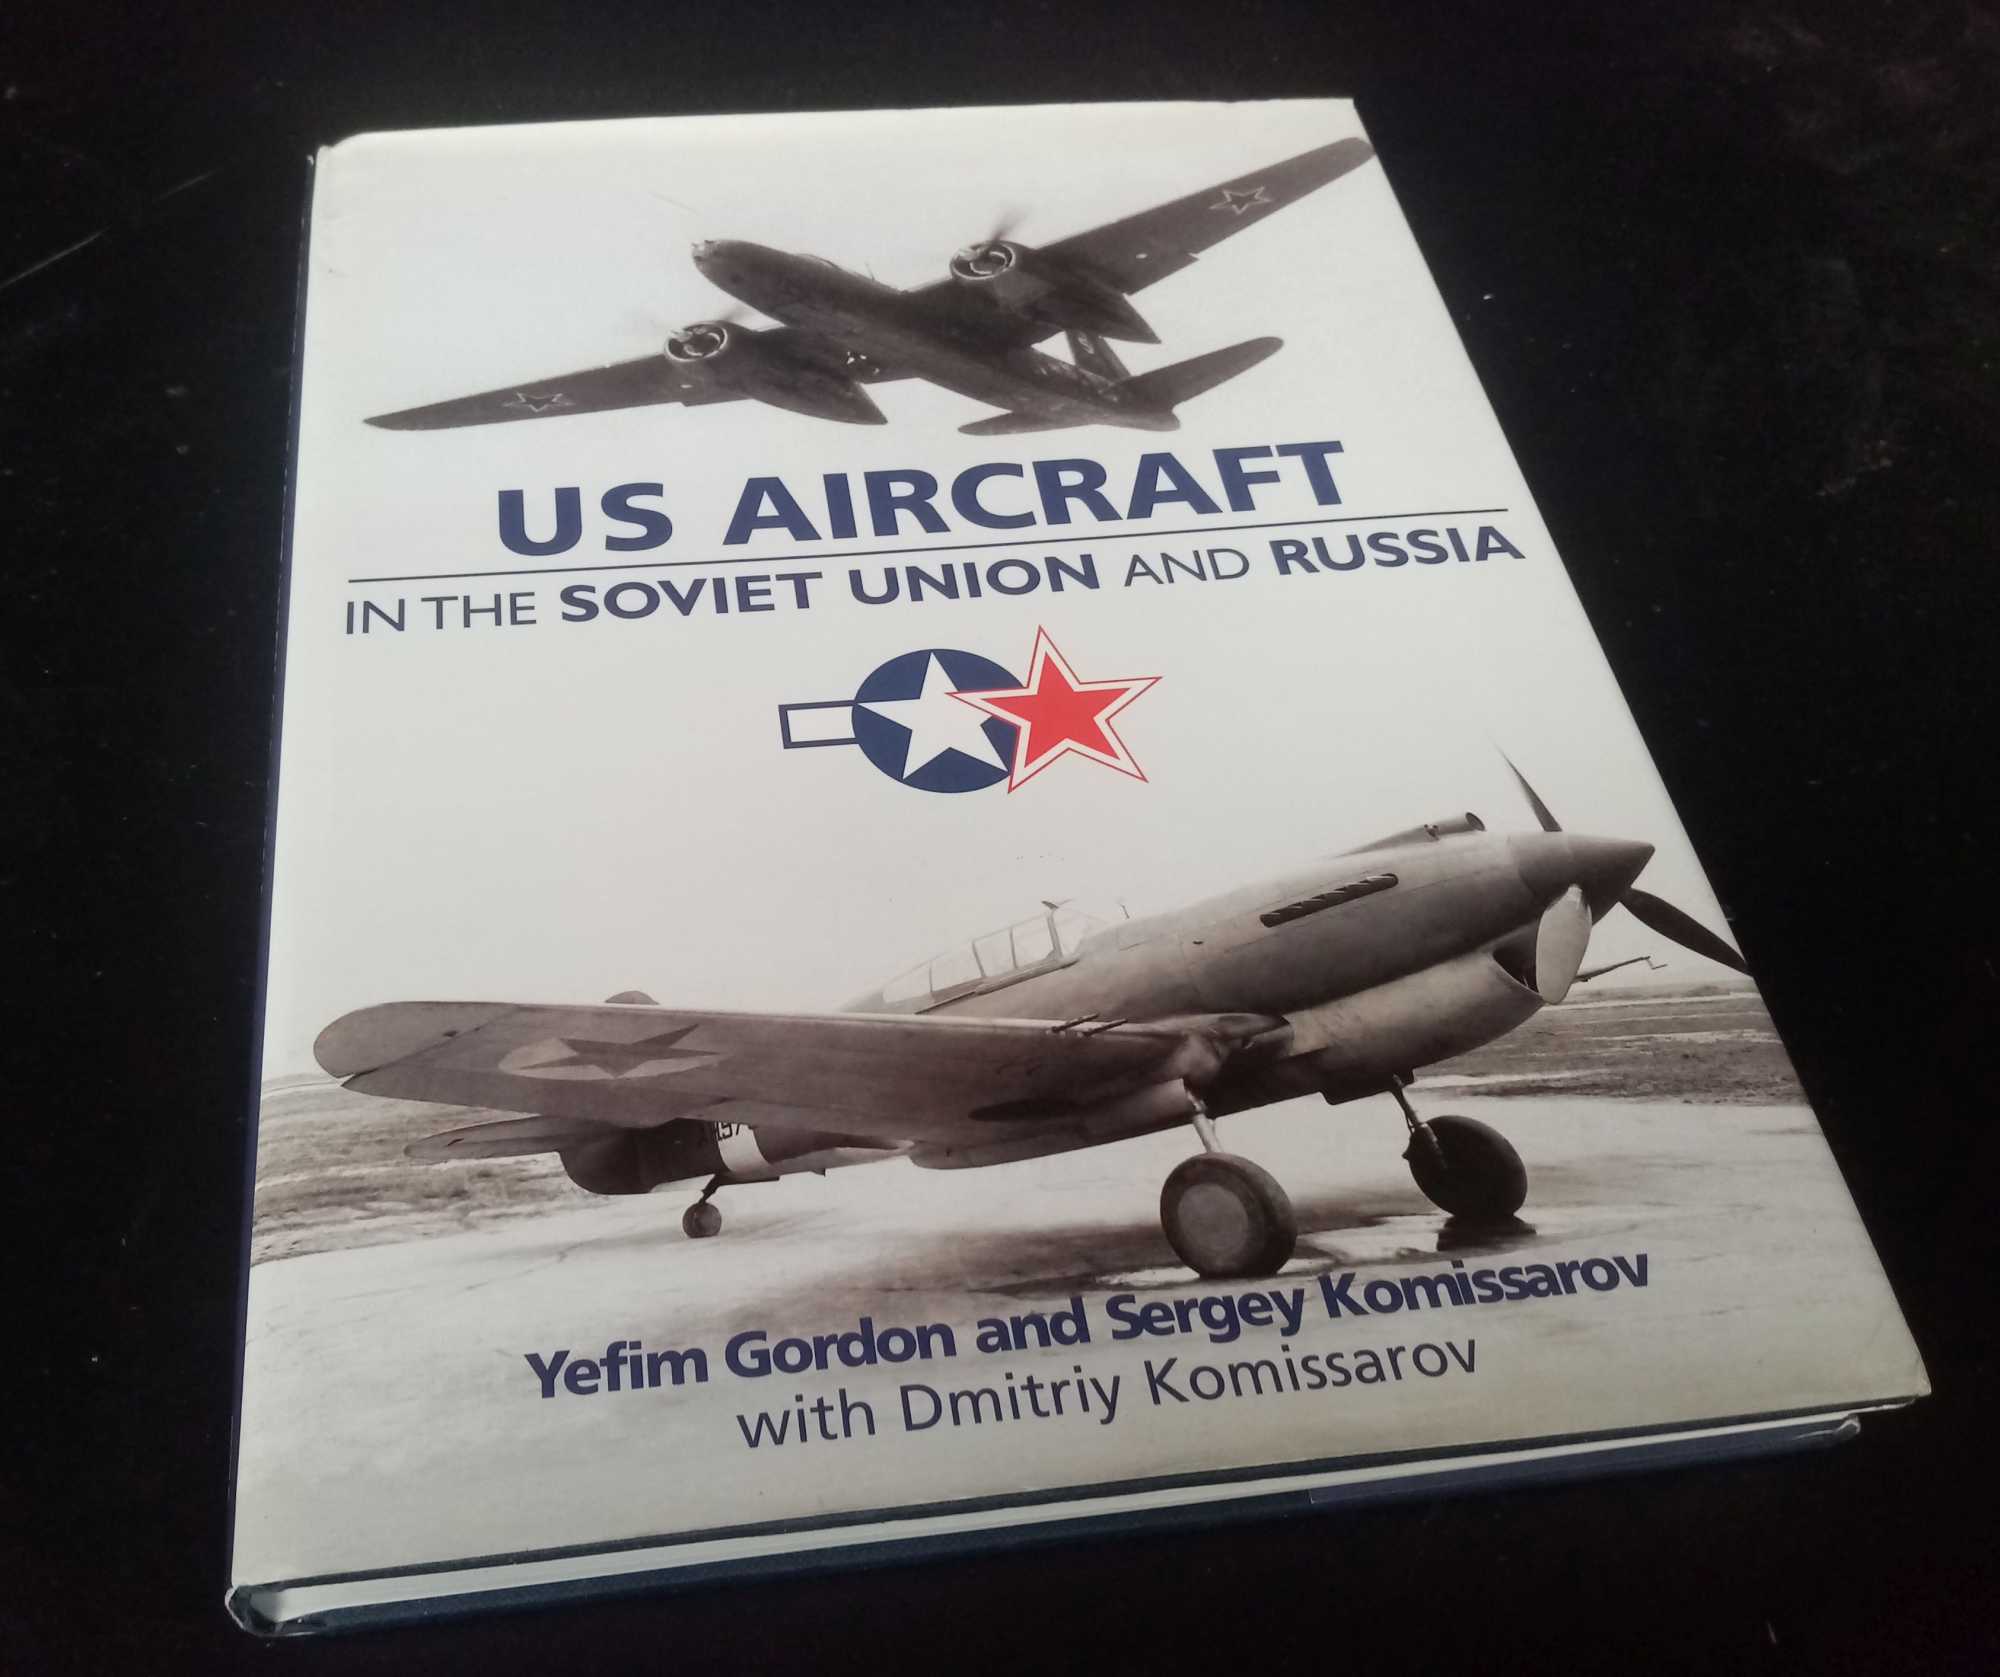 US AIRCRAFT
IN THE SOVIET UNION AND RUSSIA
Yefim Gordon and Sergey Komissarov
with Dmitriy Komissarov